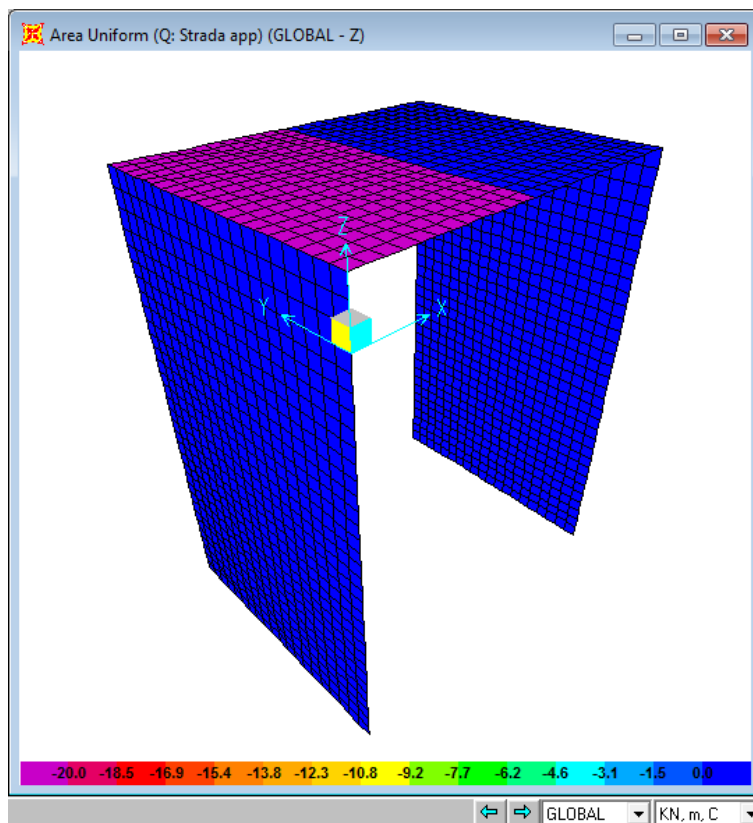 Area Uniform (Q: Strada app) (GLOBAL - Z)
Z
Y X
-20.0 -18.5 -16.9 -15.4 -13.8 -12.3 -10.8 -9.2 -7.7 -6.2 -4.6 -3.1 -1.5 0.0
GLOBAL KN, m, C